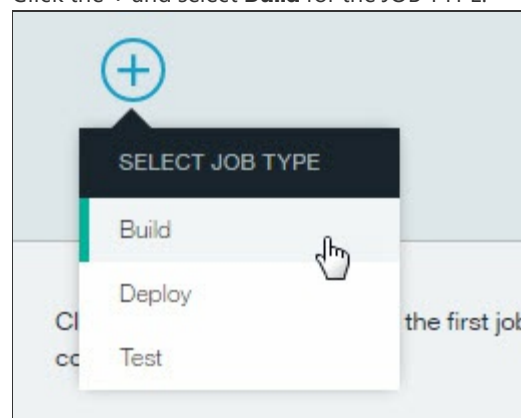 Click the + and select Build for the JOB TYPE.
SELECT JOB TYPE
Build
Deploy
Cl the first job
Test